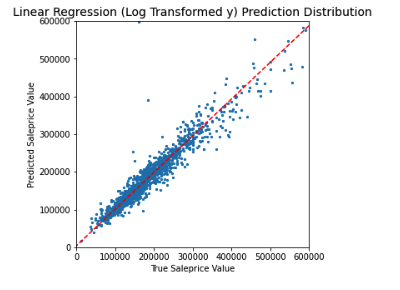 Linear Regression (Log Transformed y) Prediction Distribution
600000
500000
400000
300000
200000
100000
0
Predicted Saleprice Value
0 100000 200000 300000 400000 500000 600000
True Saleprice Value